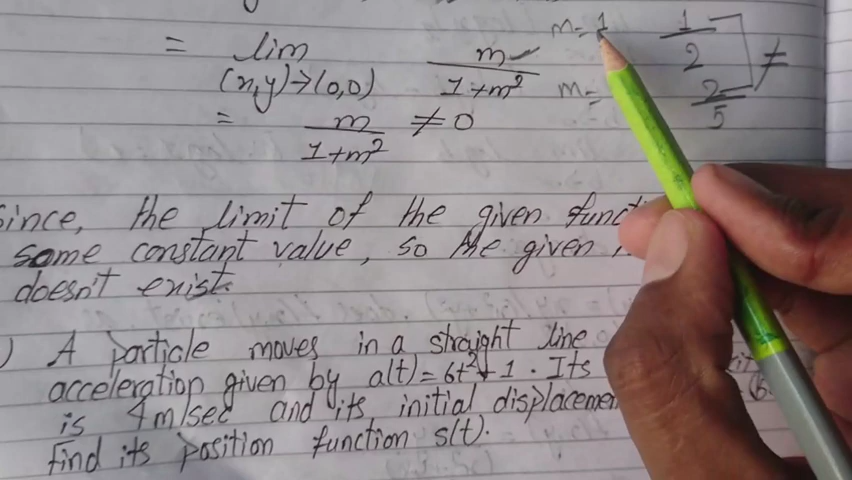 = lim m/1+m² m=1 1/2
(x,y)→(0,0) m= 2/5 ≠
= m/1+m² ≠0
Since, the limit of the given
some constant value, so the given
doesn't exist.
) A particle moves in a straight line
acceleration given by a(t)=6t²+1. Its
is 4m/sec and its initial
Find its position function s(t).